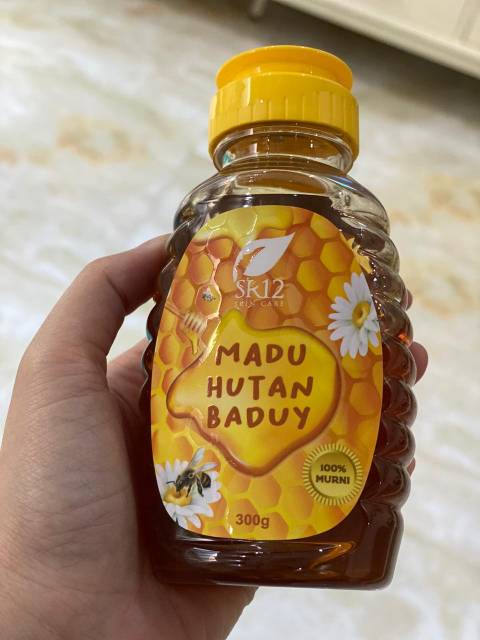 SR12
SKIN CARE
MADU
HUTAN
BADUY
100%
MURNI
300g